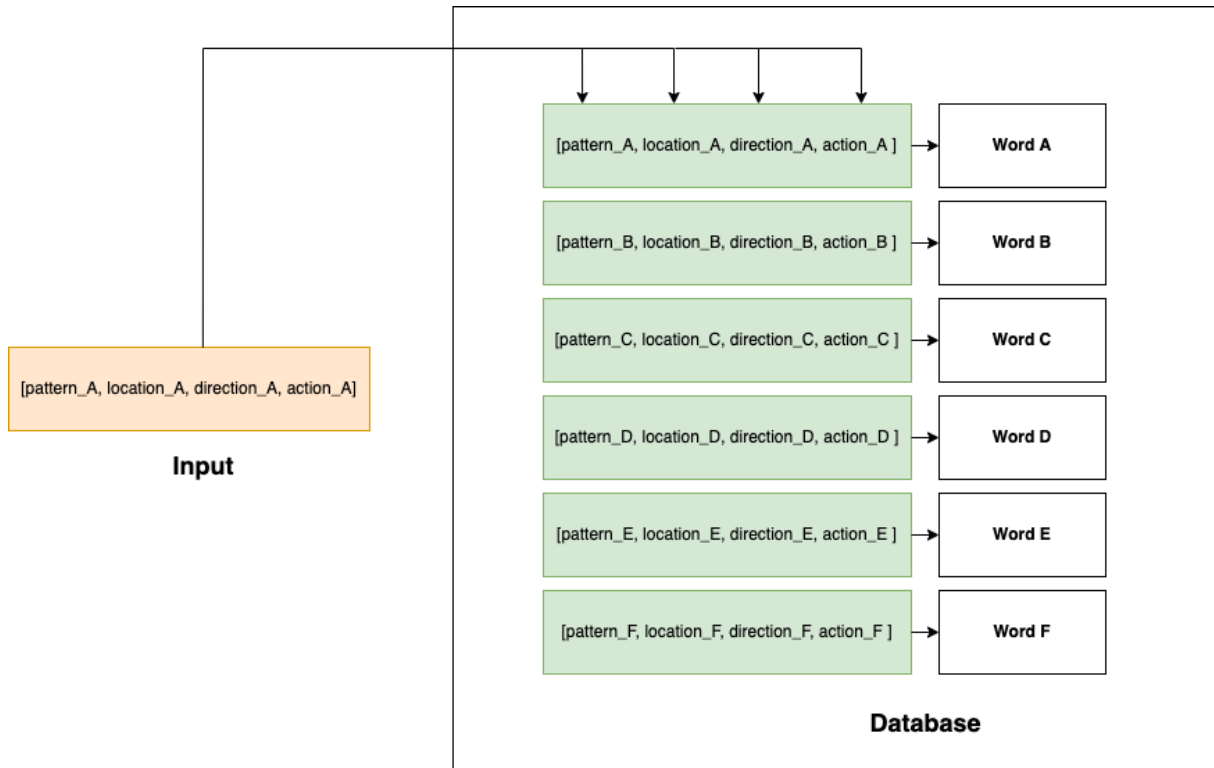 [pattern_A, location_A, direction_A, action_A ]
Word A
[pattern_B, location_B, direction_B, action_B ]
Word B
[pattern_C, location_C, direction_C, action_C ]
Word C
[pattern_A, location_A, direction_A, action_A]
Input
[pattern_D, location_D, direction_D, action_D ]
Word D
[pattern_E, location_E, direction_E, action_E ]
Word E
[pattern_F, location_F, direction_F, action_F ]
Word F
Database